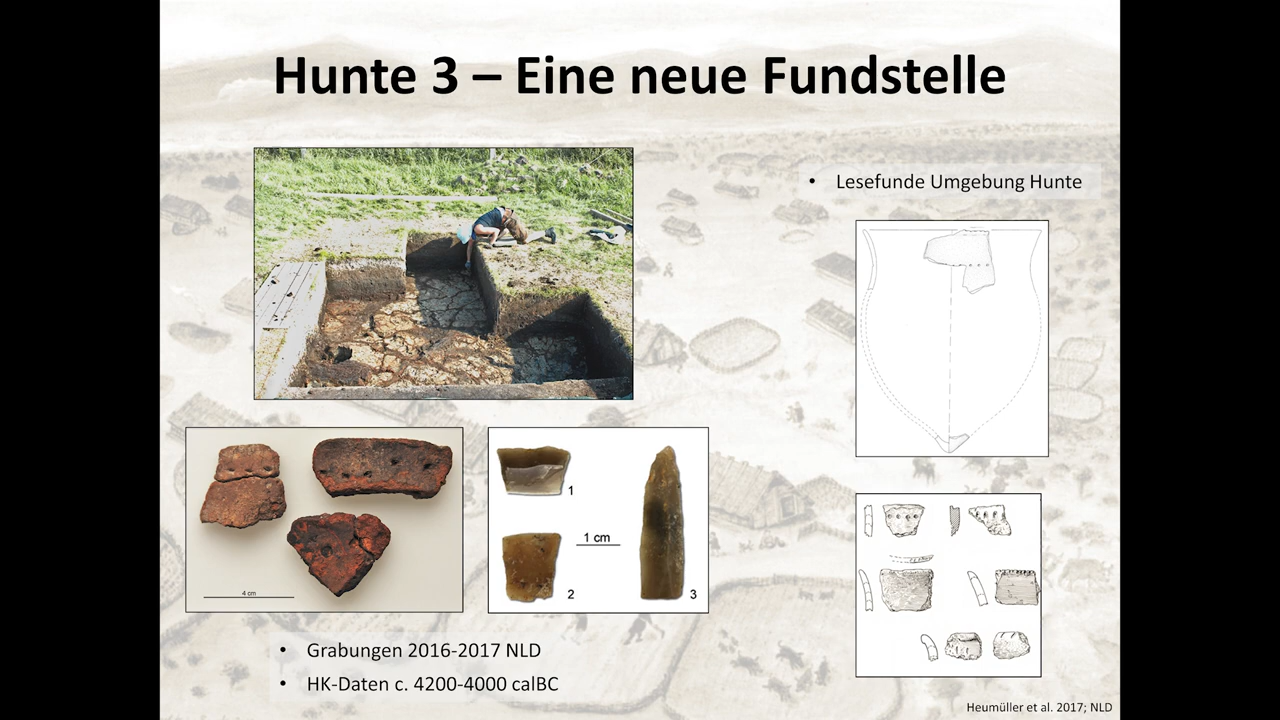 Hunte 3 – Eine neue Fundstelle
• Lesefunde Umgebung Hunte
4 cm
1
2
1 cm
3
• Grabungen 2016-2017 NLD
• HK-Daten c. 4200-4000 calBC
Heumüller et al. 2017; NLD